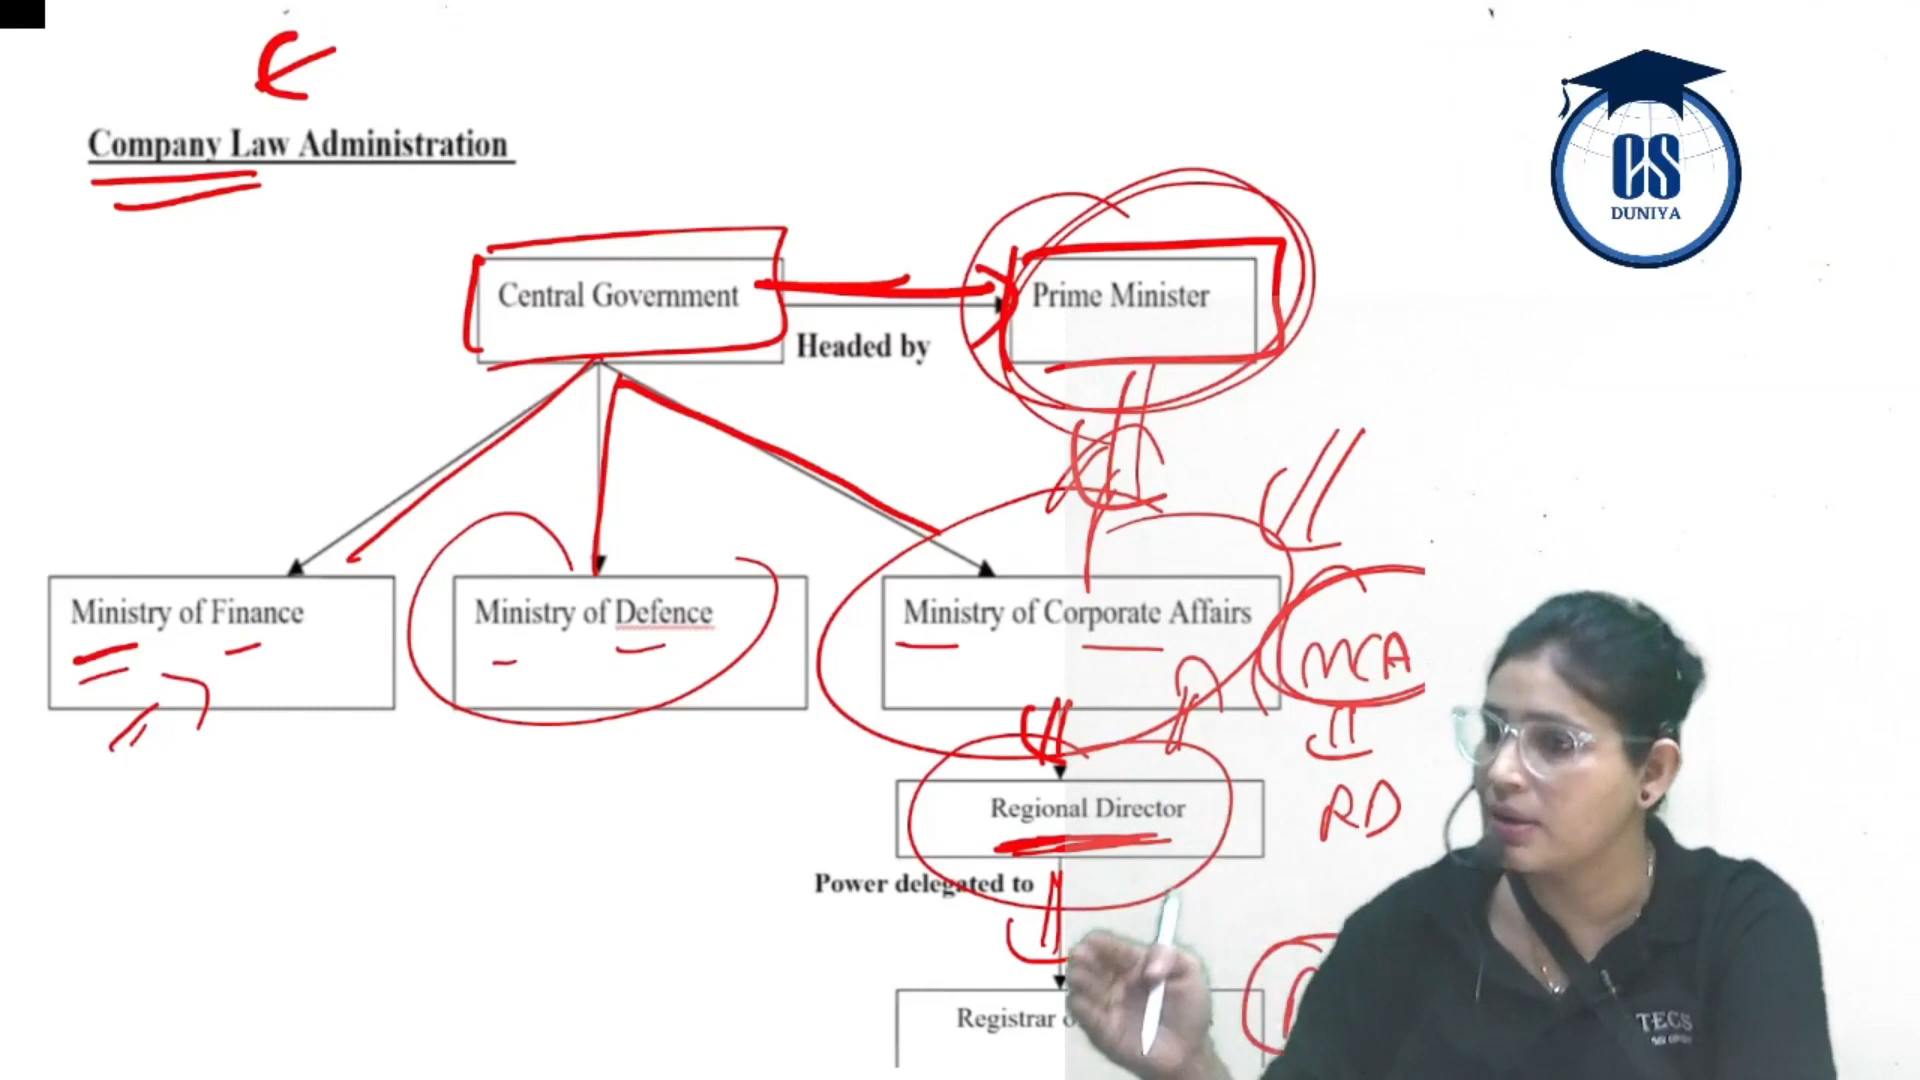 Company Law Administration
CS
DUNIYA
Central Government
Headed by
Prime Minister
Ministry of Finance
Ministry of Defence
Ministry of Corporate Affairs
MCA
Regional Director
RD
Power delegated to
Registrar
TECS